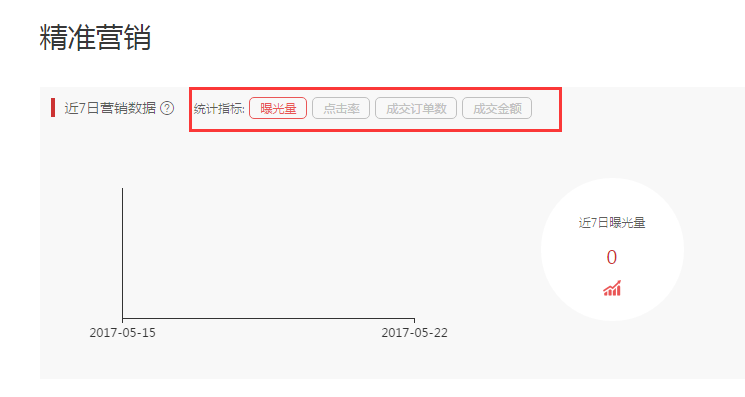 精准营销
近7日营销数据 ? 统计指标: 曝光量 点击率 成交订单数 成交金额
近7日曝光量
0
2017-05-15 2017-05-22